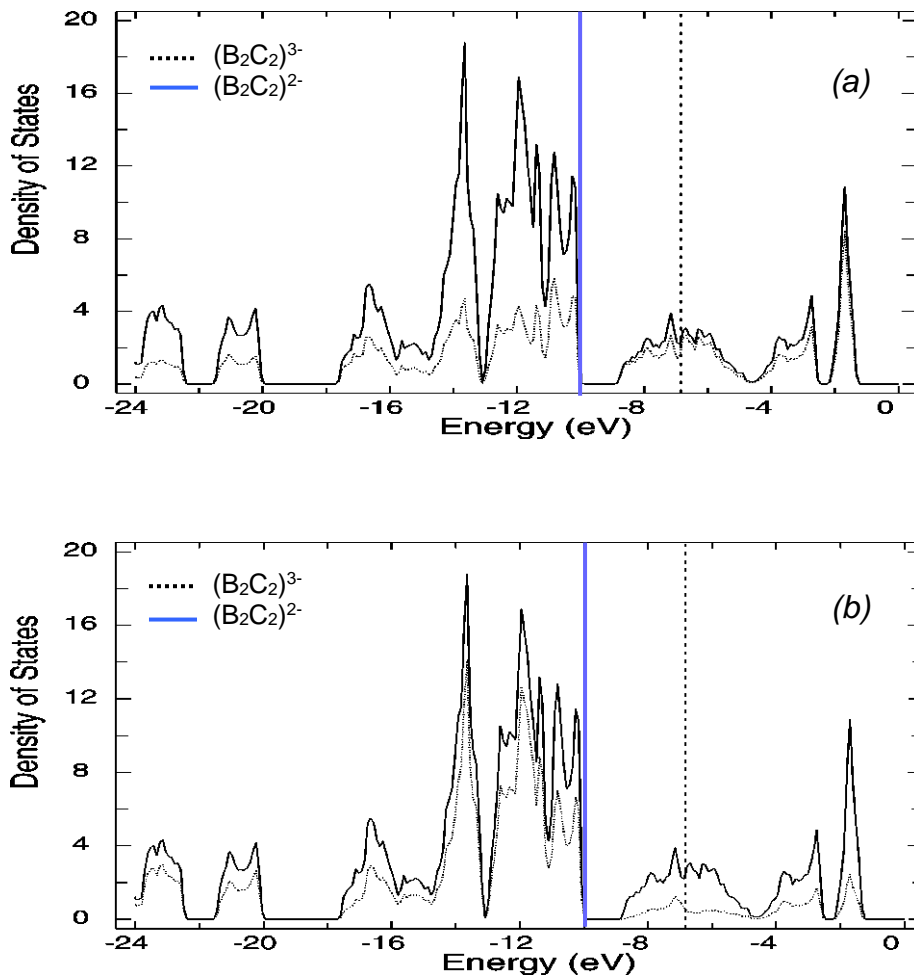 20
16
12
8
4
0
Density of States
(B₂C₂)³⁻
(B₂C₂)²⁻
(a)
-24 -20 -16 -12 -8 -4 0
Energy (eV)
20
16
12
8
4
0
Density of States
(B₂C₂)³⁻
(B₂C₂)²⁻
(b)
-24 -20 -16 -12 -8 -4 0
Energy (eV)